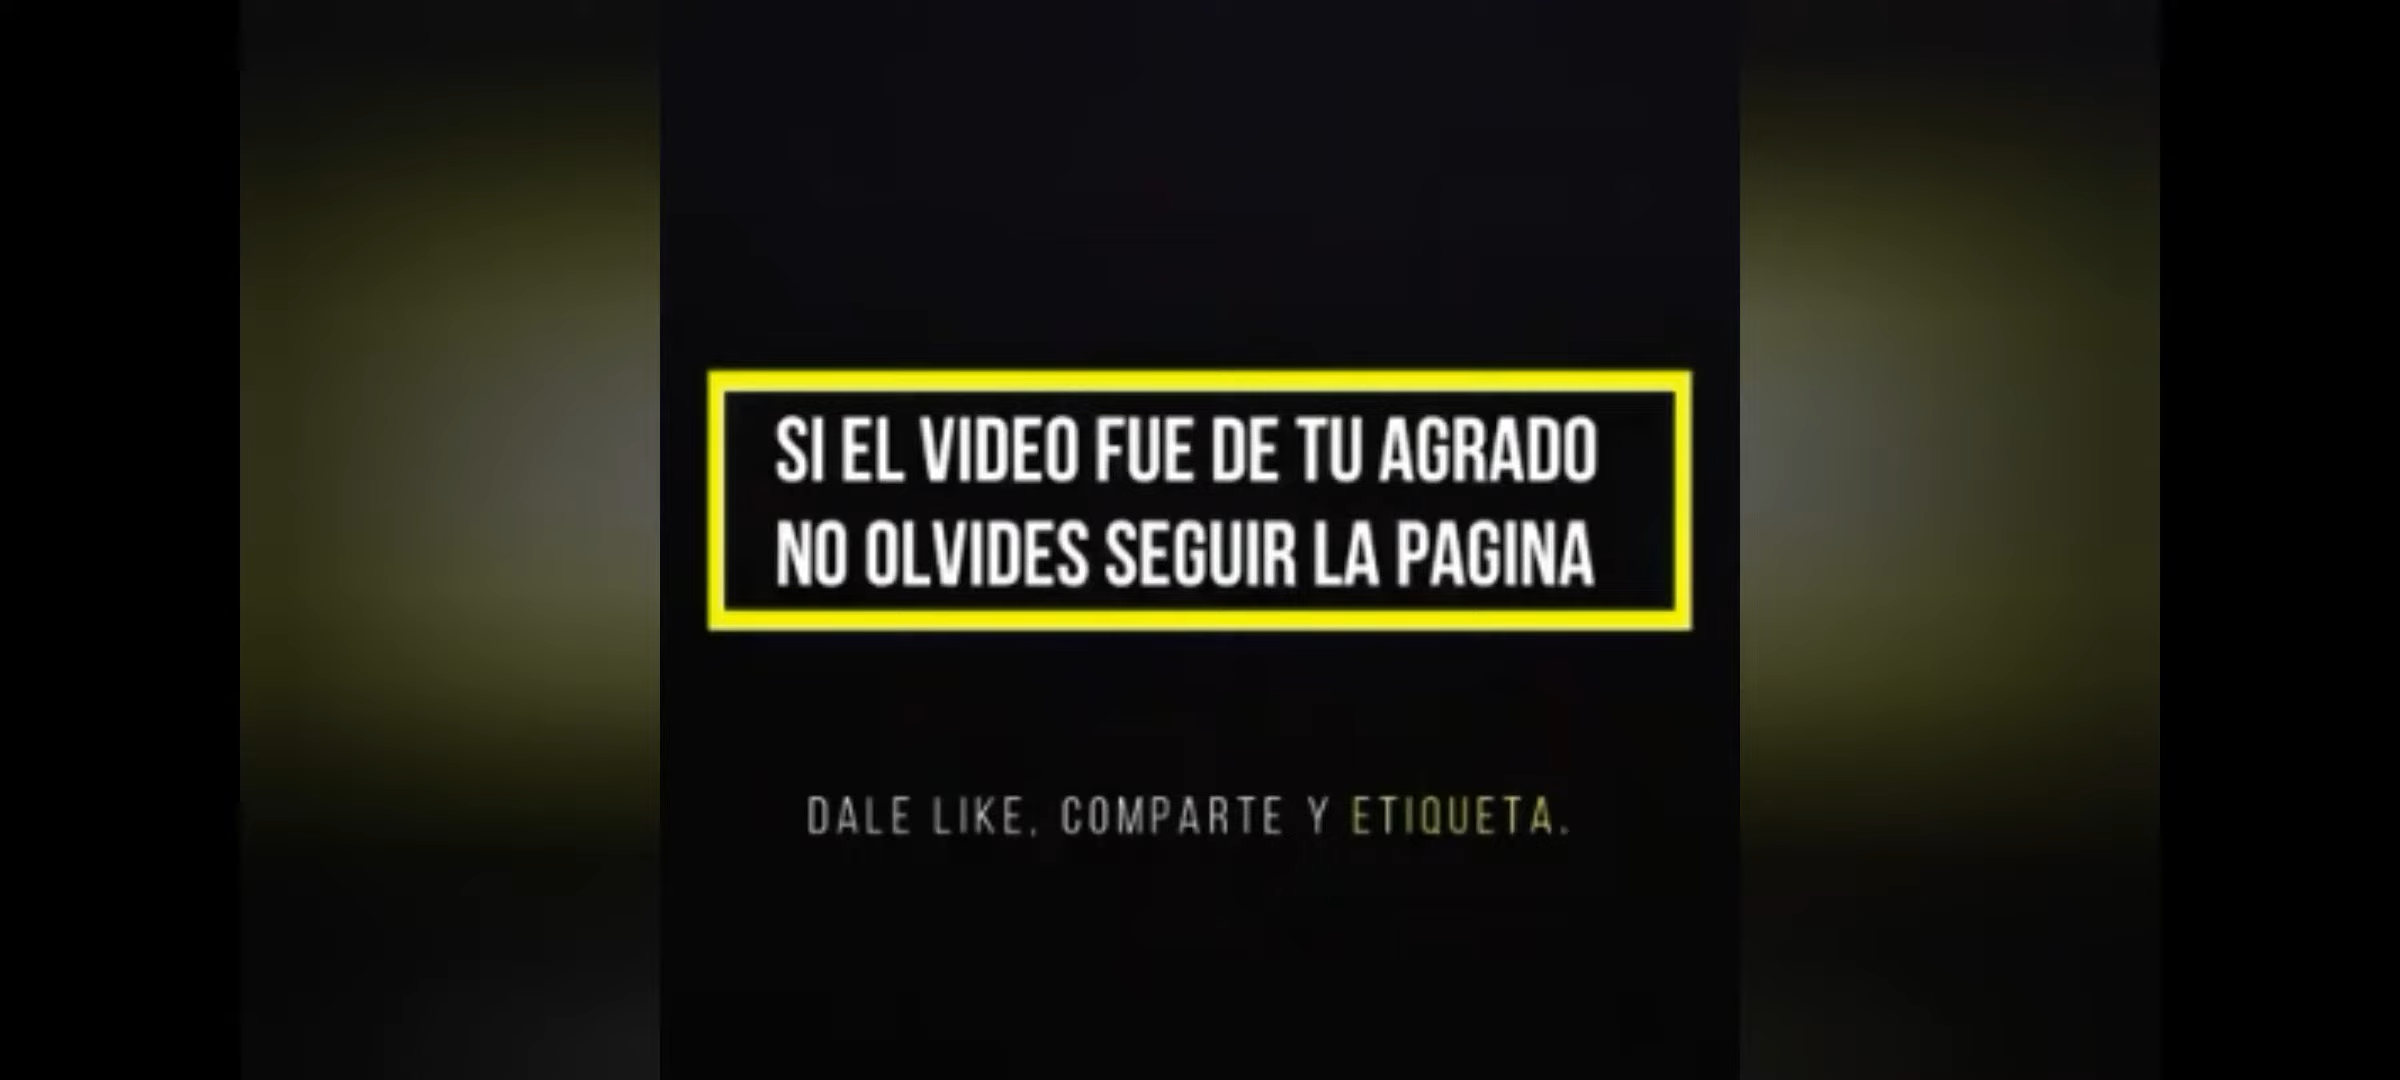 SI EL VIDEO FUE DE TU AGRADO
NO OLVIDES SEGUIR LA PAGINA
DALE LIKE, COMPARTE Y ETIQUETA.